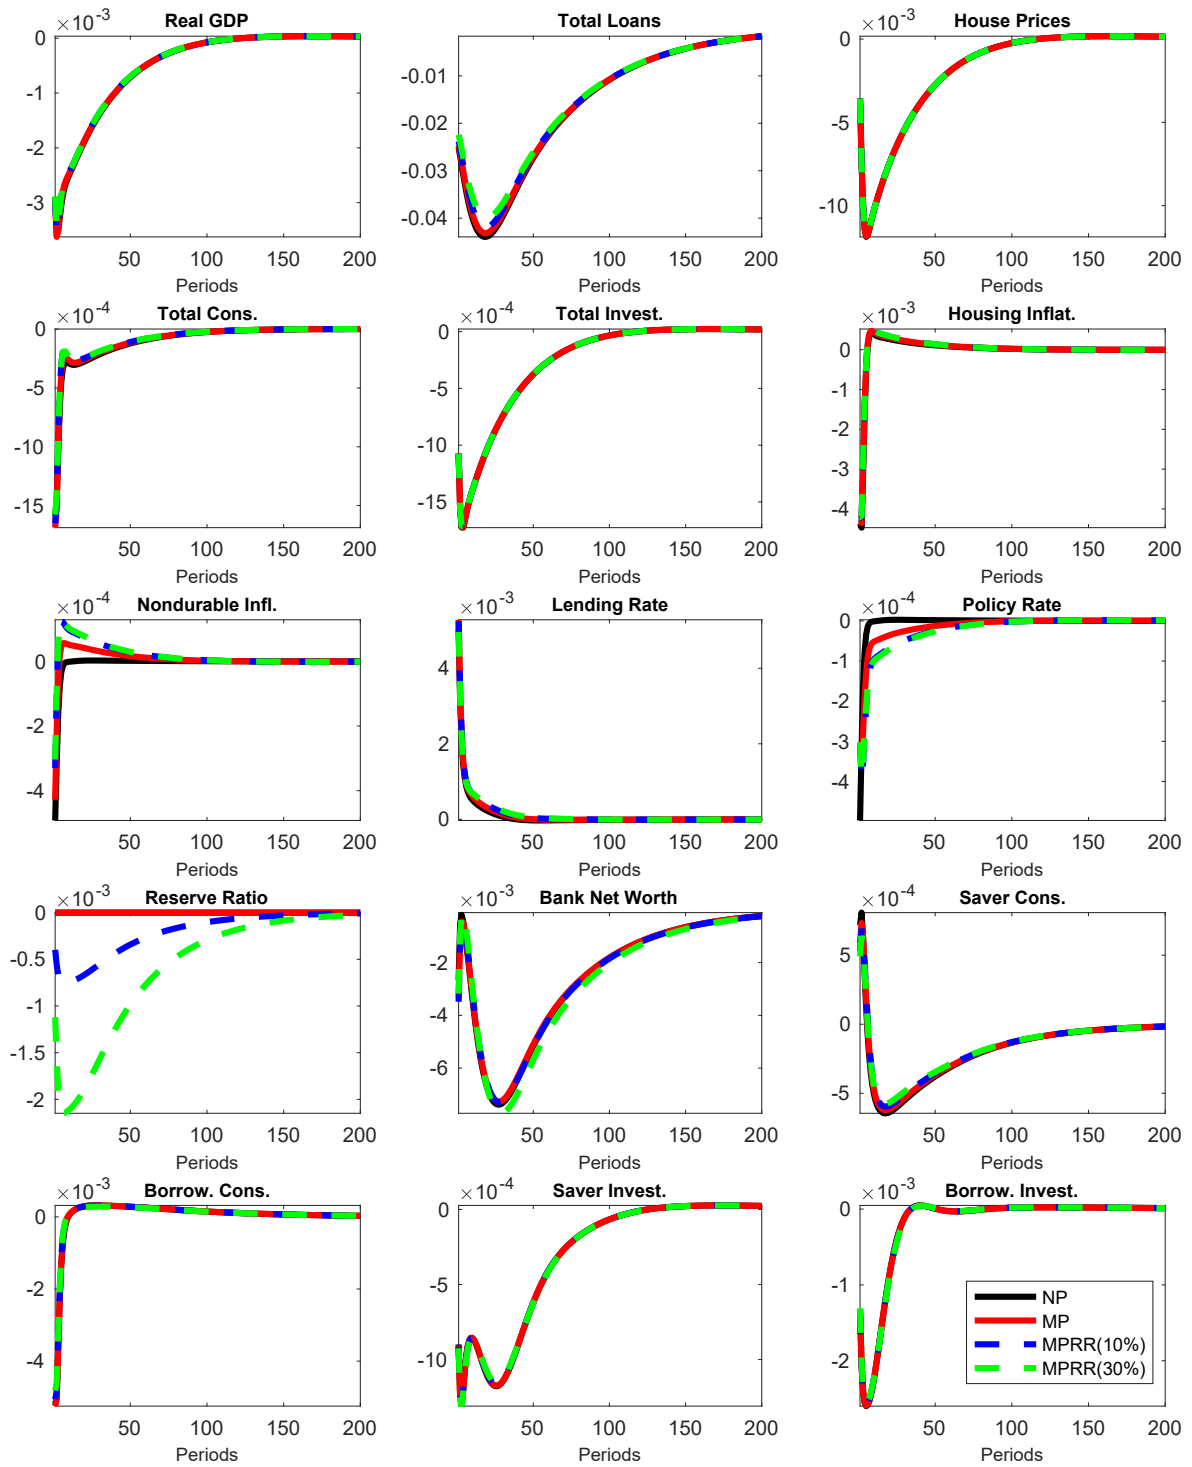 ×10⁻³ Real GDP
0
-1
-2
-3
50 100 150 200
Periods
Total Loans
-0.01
-0.02
-0.03
-0.04
50 100 150 200
Periods
×10⁻³ House Prices
0
-5
-10
50 100 150 200
Periods
×10⁻⁴ Total Cons.
0
-5
-10
-15
50 100 150 200
Periods
×10⁻⁴ Total Invest.
0
-5
-10
-15
50 100 150 200
Periods
×10⁻³ Housing Inflat.
0
-1
-2
-3
-4
50 100 150 200
Periods
×10⁻⁴ Nondurable Infl.
0
-2
-4
50 100 150 200
Periods
×10⁻³ Lending Rate
4
2
0
50 100 150 200
Periods
×10⁻⁴ Policy Rate
0
-1
-2
-3
-4
50 100 150 200
Periods
×10⁻³ Reserve Ratio
0
-0.5
-1
-1.5
-2
50 100 150 200
Periods
×10⁻³ Bank Net Worth
-2
-4
-6
50 100 150 200
Periods
×10⁻⁴ Saver Cons.
5
0
-5
50 100 150 200
Periods
×10⁻³ Borrow. Cons.
0
-2
-4
50 100 150 200
Periods
×10⁻⁴ Saver Invest.
0
-5
-10
50 100 150 200
Periods
×10⁻³ Borrow. Invest.
0
-1
-2
50 100 150 200
Periods
NP
MP
MPRR(10%)
MPRR(30%)